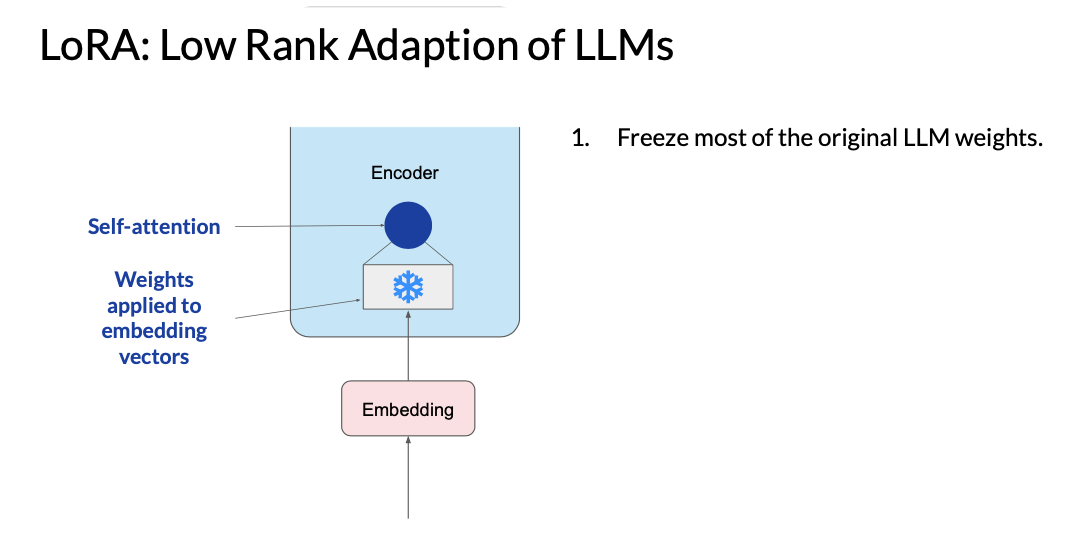 LoRA: Low Rank Adaption of LLMs
1. Freeze most of the original LLM weights.
Encoder
Self-attention
Weights
applied to
embedding
vectors
Embedding